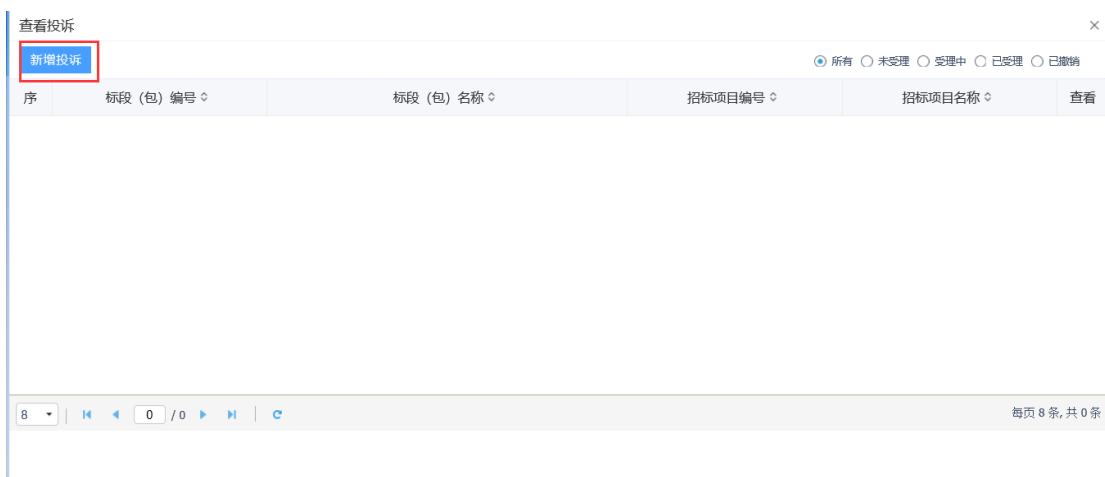 查看投诉
新增投诉 所有 未受理 受理中 已受理 已撤销
序 标段（包）编号 标段（包）名称 招标项目编号 招标项目名称 查看
8 0 / 0 每页 8 条, 共 0 条